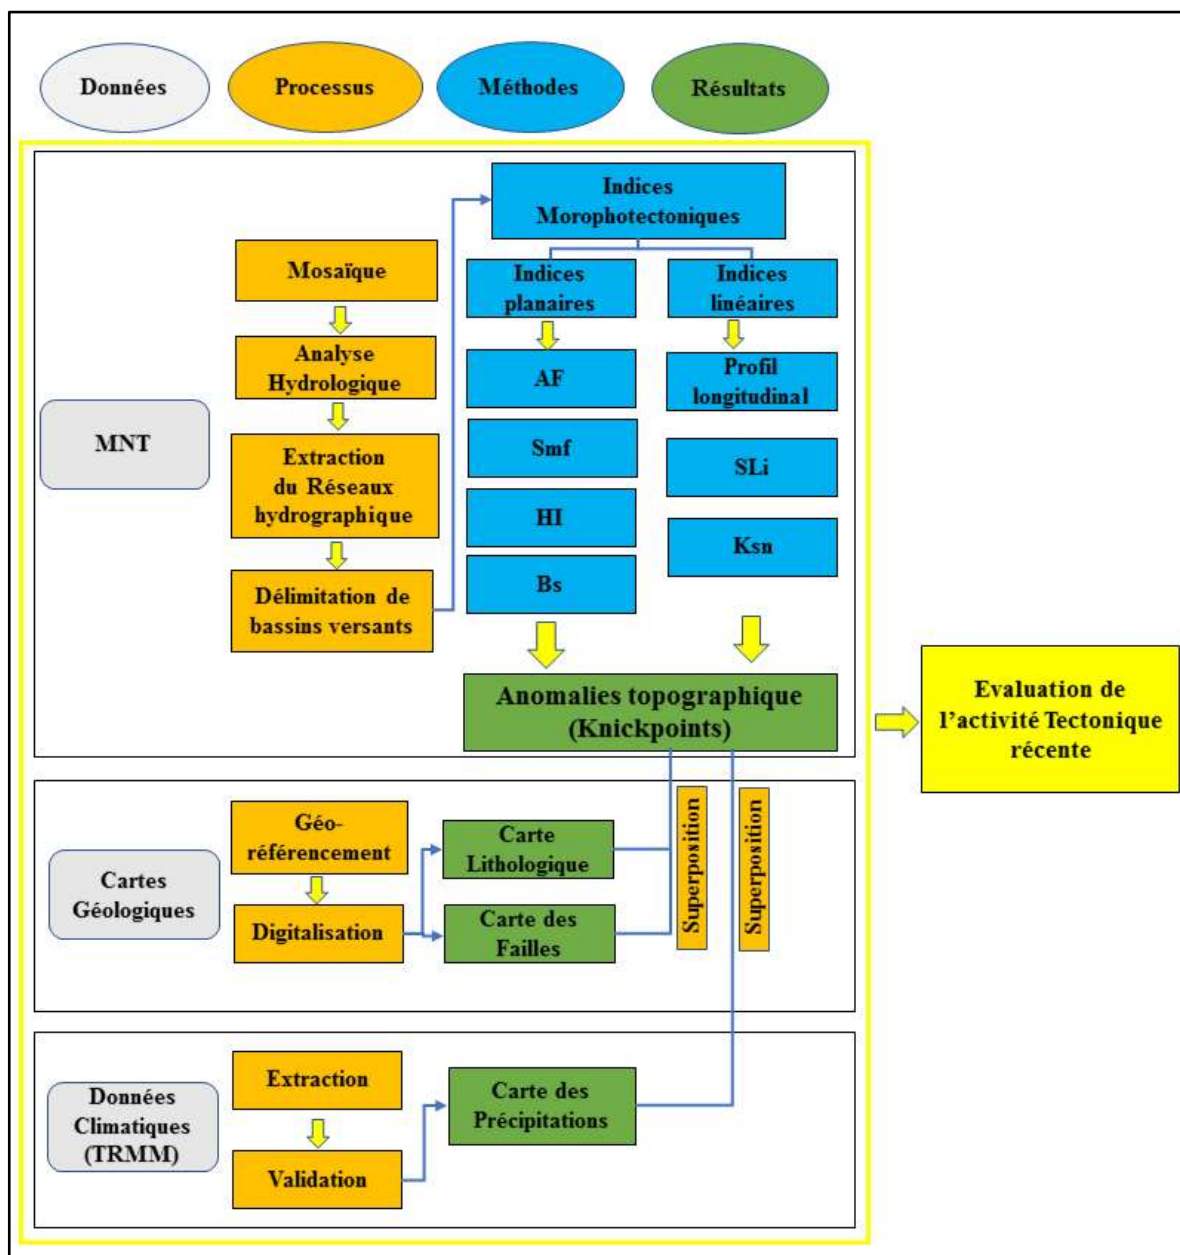 Données
Processus
Méthodes
Résultats
Indices
Morophotectoniques
Mosaïque
Indices
planaires
Indices
linéaires
Analyse
Hydrologique
AF
Profil
longitudinal
MNT
Extraction
du Réseaux
hydrographique
Smf
SLi
HI
Ksn
Délimitation de
bassins versants
Bs
Anomalies topographique
(Knickpoints)
Evaluation de
l'activité Tectonique
récente
Cartes
Géologiques
Géo-
référencement
Digitalisation
Carte
Lithologique
Carte des
Failles
Superposition
Superposition
Données
Climatiques
(TRMM)
Extraction
Validation
Carte des
Précipitations